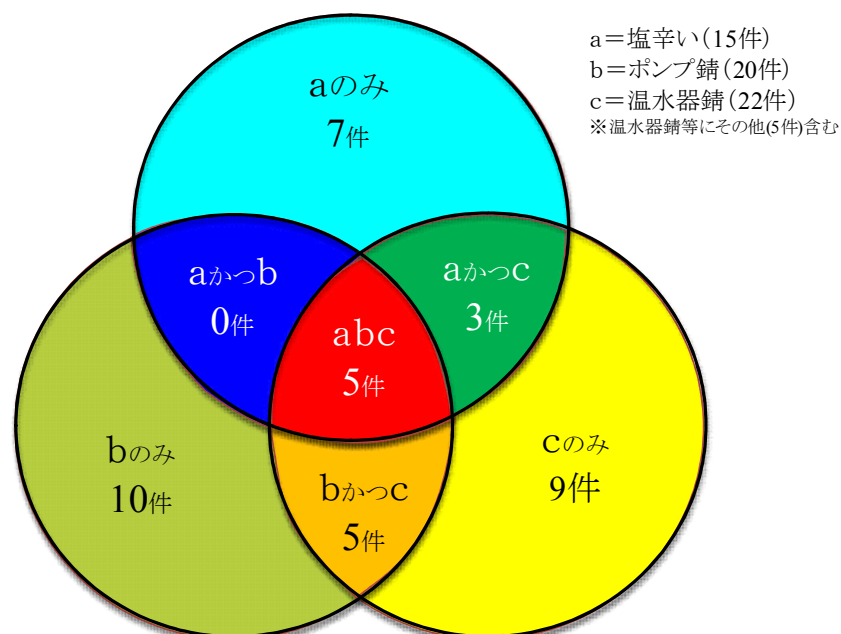 a＝塩辛い（15件）
b＝ポンプ錆（20件）
c＝温水器錆（22件）
※温水器錆等にその他(5件)含む
aのみ
7件
aかつb
0件
aかつc
3件
abc
5件
bのみ
10件
bかつc
5件
cのみ
9件